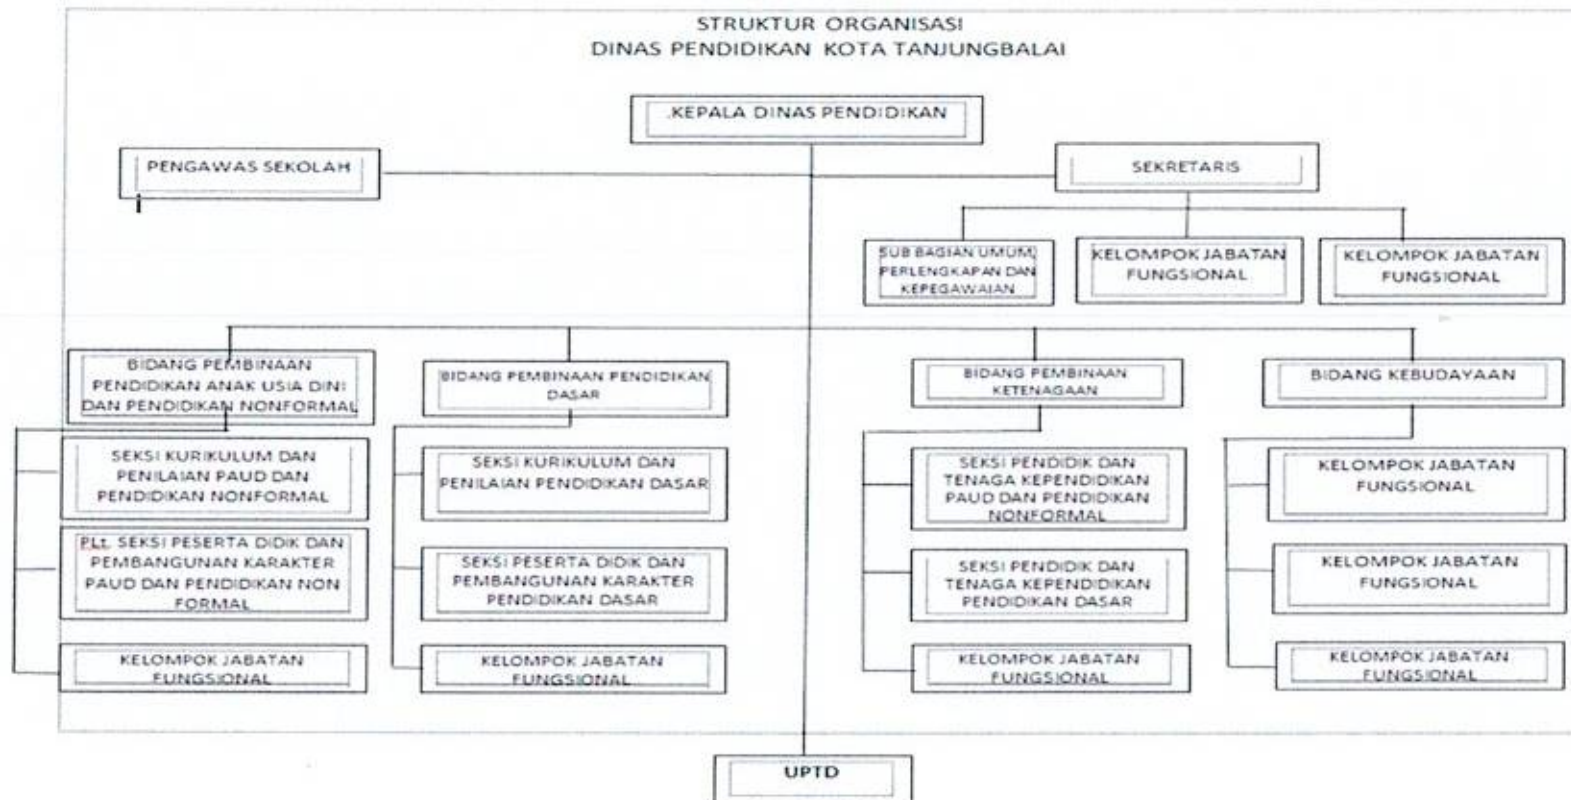 STRUKTUR ORGANISASI
DINAS PENDIDIKAN KOTA TANJUNGBALAI
.KEPALA DINAS PENDIDIKAN
PENGAWAS SEKOLAH
SEKRETARIS
SUB BAGIAN UMUM,
PERLENGKAPAN DAN
KEPEGAWAIAN
KELOMPOK JABATAN
FUNGSIONAL
KELOMPOK JABATAN
FUNGSIONAL
BIDANG PEMBINAAN
PENDIDIKAN ANAK USIA DINI
DAN PENDIDIKAN NONFORMAL
BIDANG PEMBINAAN PENDIDIKAN
DASAR
BIDANG PEMBINAAN
KETENAGAAN
BIDANG KEBUDAYAAN
SEKSI KURIKULUM DAN
PENILAIAN PAUD DAN
PENDIDIKAN NONFORMAL
SEKSI KURIKULUM DAN
PENILAIAN PENDIDIKAN DASAR
SEKSI PENDIDIK DAN
TENAGA KEPENDIDIKAN
PAUD DAN PENDIDIKAN
NONFORMAL
KELOMPOK JABATAN
FUNGSIONAL
PLt. SEKSI PESERTA DIDIK DAN
PEMBANGUNAN KARAKTER
PAUD DAN PENDIDIKAN NON
FORMAL
SEKSI PESERTA DIDIK DAN
PEMBANGUNAN KARAKTER
PENDIDIKAN DASAR
SEKSI PENDIDIK DAN
TENAGA KEPENDIDIKAN
PENDIDIKAN DASAR
KELOMPOK JABATAN
FUNGSIONAL
KELOMPOK JABATAN
FUNGSIONAL
KELOMPOK JABATAN
FUNGSIONAL
KELOMPOK JABATAN
FUNGSIONAL
KELOMPOK JABATAN
FUNGSIONAL
UPTD